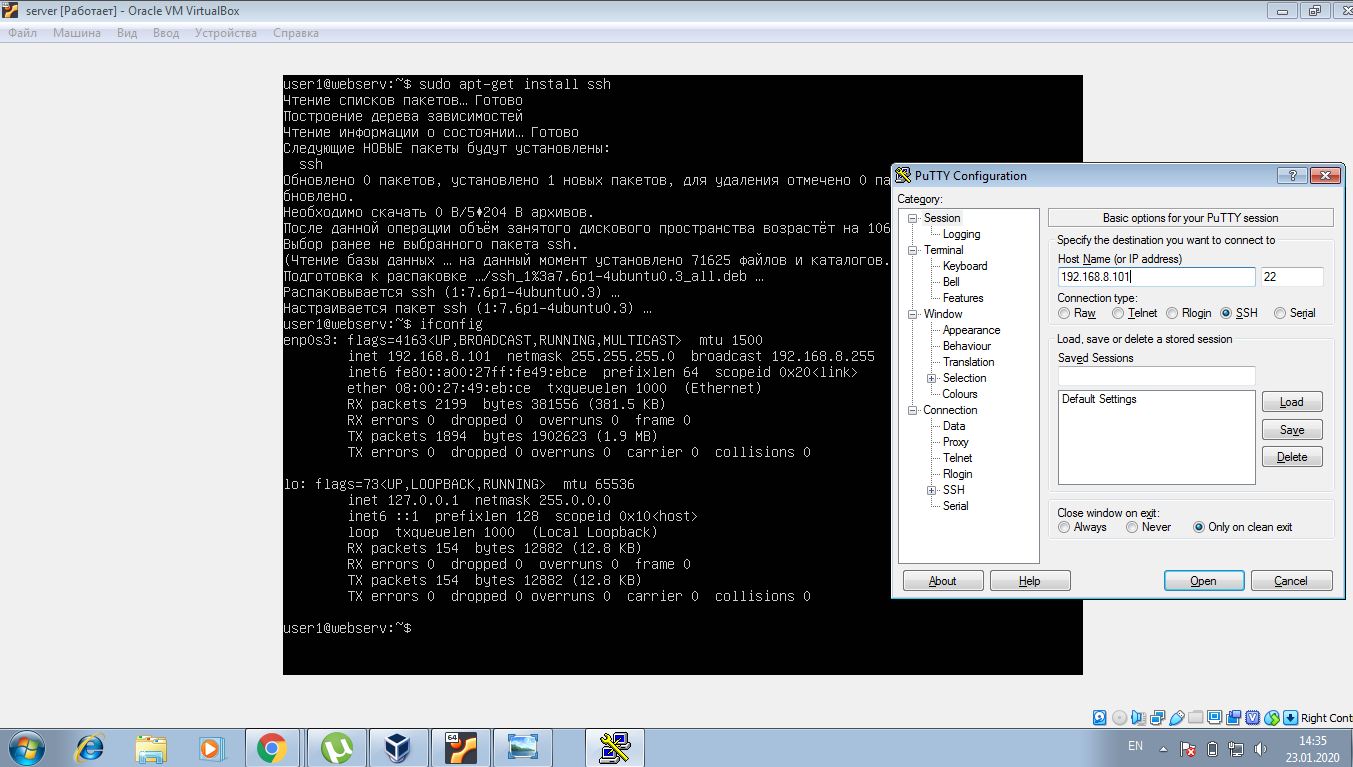 server [Работает] - Oracle VM VirtualBox
Файл Машина Вид Ввод Устройства Справка
user1@webserv:~$ sudo apt-get install ssh
Чтение списков пакетов… Готово
Построение дерева зависимостей
Чтение информации о состоянии… Готово
Следующие НОВЫЕ пакеты будут установлены:
ssh
Обновлено 0 пакетов, установлено 1 новых пакетов, для удаления отмечено 0 па
бновлено.
Необходимо скачать 0 B/5♦204 B архивов.
После данной операции объём занятого дискового пространства возрастёт на 106
Выбор ранее не выбранного пакета ssh.
(Чтение базы данных … на данный момент установлено 71625 файлов и каталогов.
Подготовка к распаковке …/ssh_1%3a7.6p1-4ubuntu0.3_all.deb …
Распаковывается ssh (1:7.6p1-4ubuntu0.3) …
Настраивается пакет ssh (1:7.6p1-4ubuntu0.3) …
user1@webserv:~$ ifconfig
enp0s3: flags=4163<UP,BROADCAST,RUNNING,MULTICAST> mtu 1500
inet 192.168.8.101 netmask 255.255.255.0 broadcast 192.168.8.255
inet6 fe80::a00:27ff:fe49:ebce prefixlen 64 scopeid 0x20<link>
ether 08:00:27:49:eb:ce txqueuelen 1000 (Ethernet)
RX packets 2199 bytes 381556 (381.5 KB)
RX errors 0 dropped 0 overruns 0 frame 0
TX packets 1894 bytes 1902623 (1.9 MB)
TX errors 0 dropped 0 overruns 0 carrier 0 collisions 0
lo: flags=73<UP,LOOPBACK,RUNNING> mtu 65536
inet 127.0.0.1 netmask 255.0.0.0
inet6 ::1 prefixlen 128 scopeid 0x10<host>
loop txqueuelen 1000 (Local Loopback)
RX packets 154 bytes 12882 (12.8 KB)
RX errors 0 dropped 0 overruns 0 frame 0
TX packets 154 bytes 12882 (12.8 KB)
TX errors 0 dropped 0 overruns 0 carrier 0 collisions 0
user1@webserv:~$
PuTTY Configuration
Category:
Session
Logging
Terminal
Keyboard
Bell
Features
Window
Appearance
Behaviour
Translation
Selection
Colours
Connection
Data
Proxy
Telnet
Rlogin
SSH
Serial
Basic options for your PuTTY session
Specify the destination you want to connect to
Host Name (or IP address)
192.168.8.101 22
Connection type:
Raw Telnet Rlogin SSH Serial
Load, save or delete a stored session
Saved Sessions
Default Settings
Load
Save
Delete
Close window on exit:
Always Never Only on clean exit
About Help Open Cancel
Right Cont
64
EN
14:35
23.01.2020